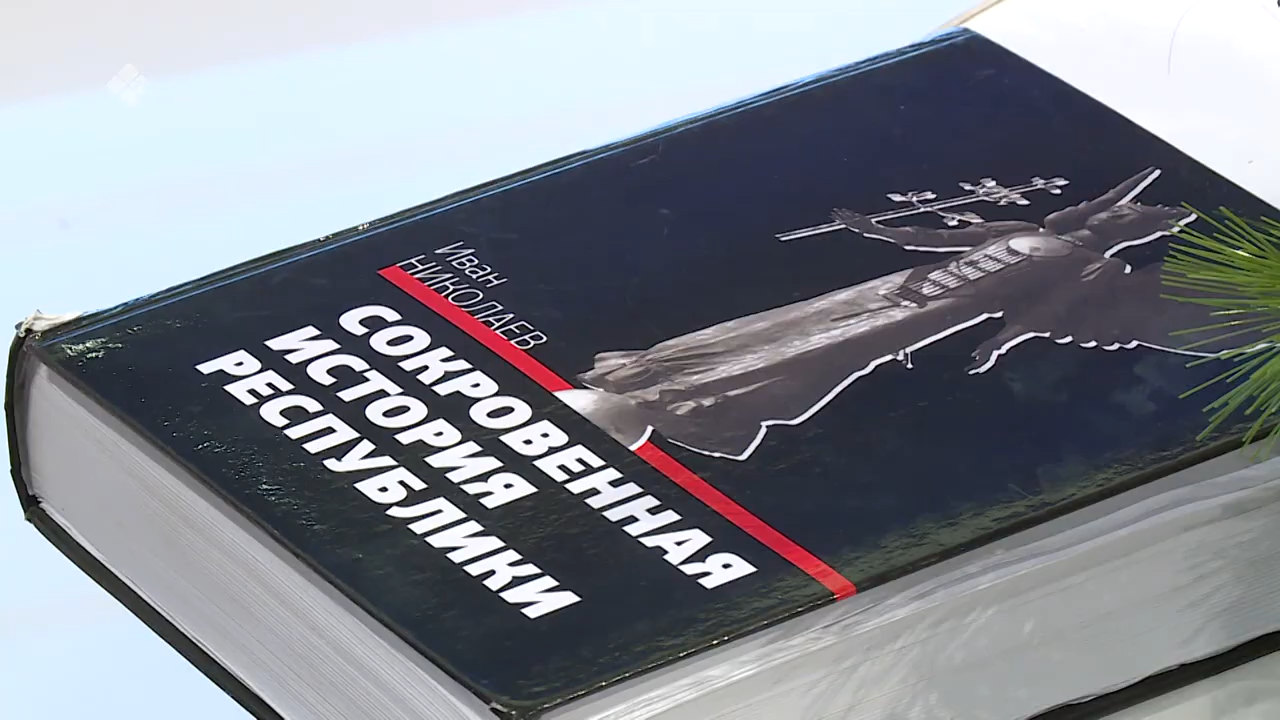 Иван
НИКОЛАЕВ
СОКРОВЕННАЯ
ИСТОРИЯ
РЕСПУБЛИКИ